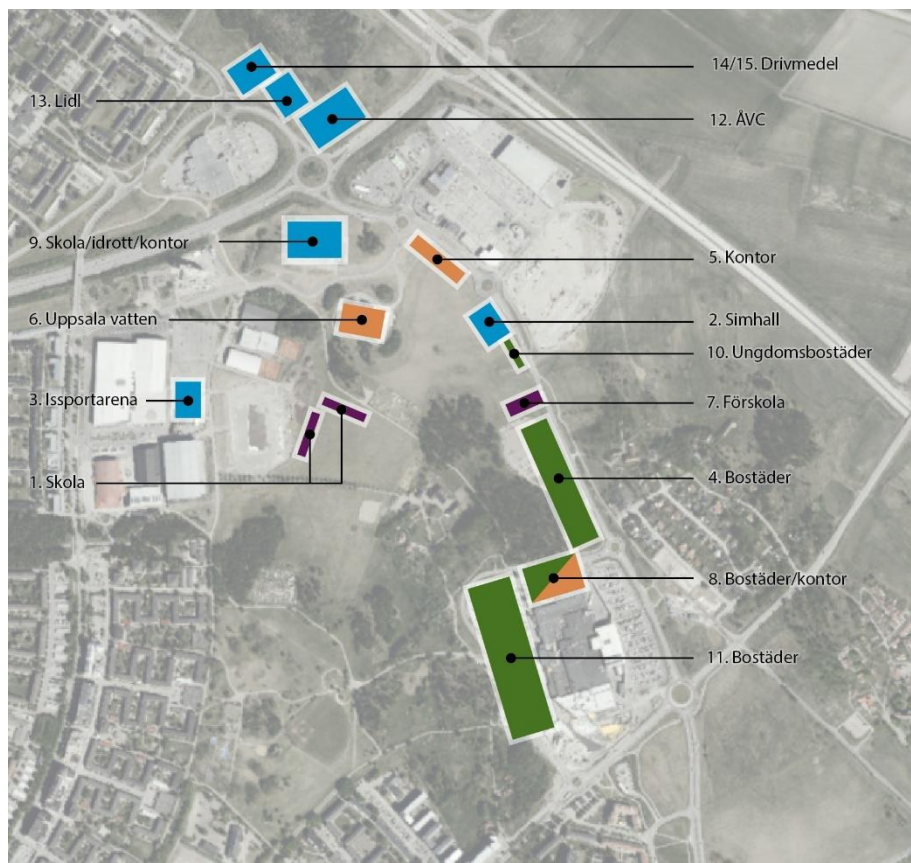 14/15. Drivmedel
13. Lidl
12. ÅVC
9. Skola/idrott/kontor
5. Kontor
6. Uppsala vatten
2. Simhall
10. Ungdomsbostäder
3. Issportarena
7. Förskola
1. Skola
4. Bostäder
8. Bostäder/kontor
11. Bostäder